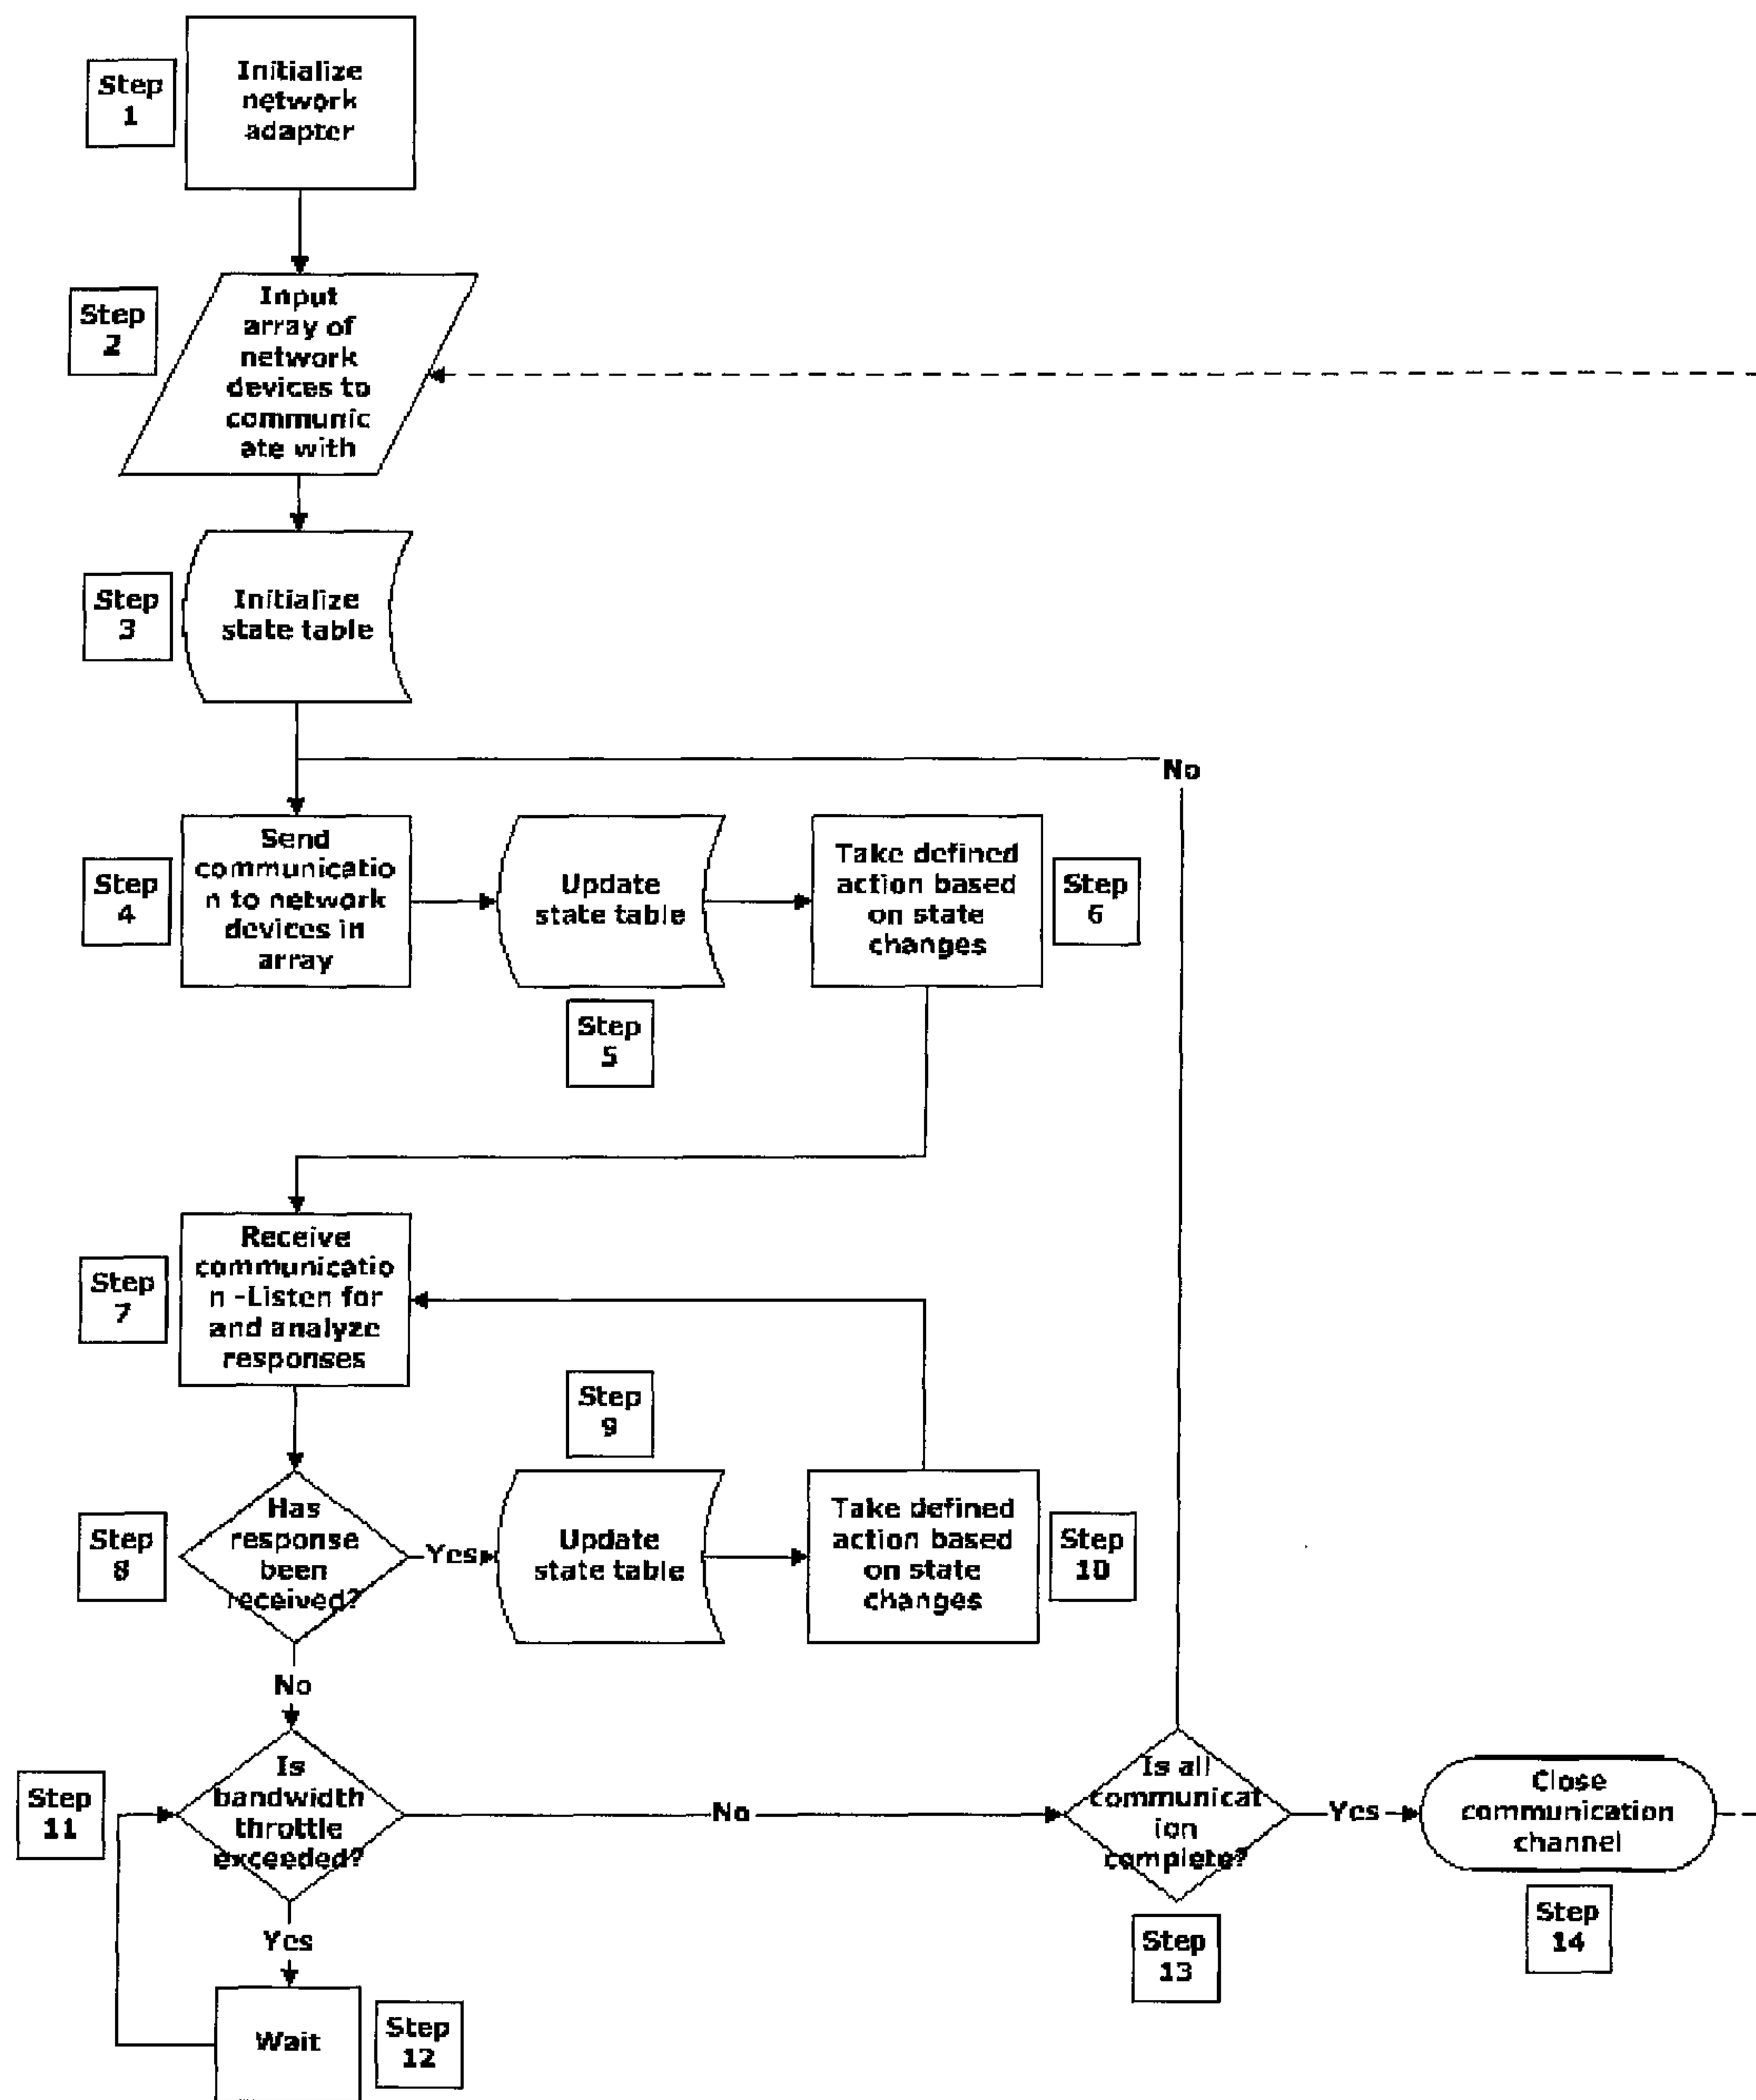 Step
1
Initialize
network
adapter
Step
2
Input
array of
network
devices to
communic
ate with
Step
3
Initialize
state table
No
Step
4
Send
communicatio
n to network
devices in
array
Update
state table
Step
5
Take defined
action based
on state
changes
Step
6
Step
7
Receive
communicatio
n -Listen for
and analyze
responses
Step
8
Has
response
been
received?
Yes
Step
9
Update
state table
Take defined
action based
on state
changes
Step
10
No
Step
11
Is
bandwidth
throttle
exceeded?
No
Is all
communicat
ion
complete?
Step
13
Yes
Close
communication
channel
Step
14
Yes
Wait
Step
12